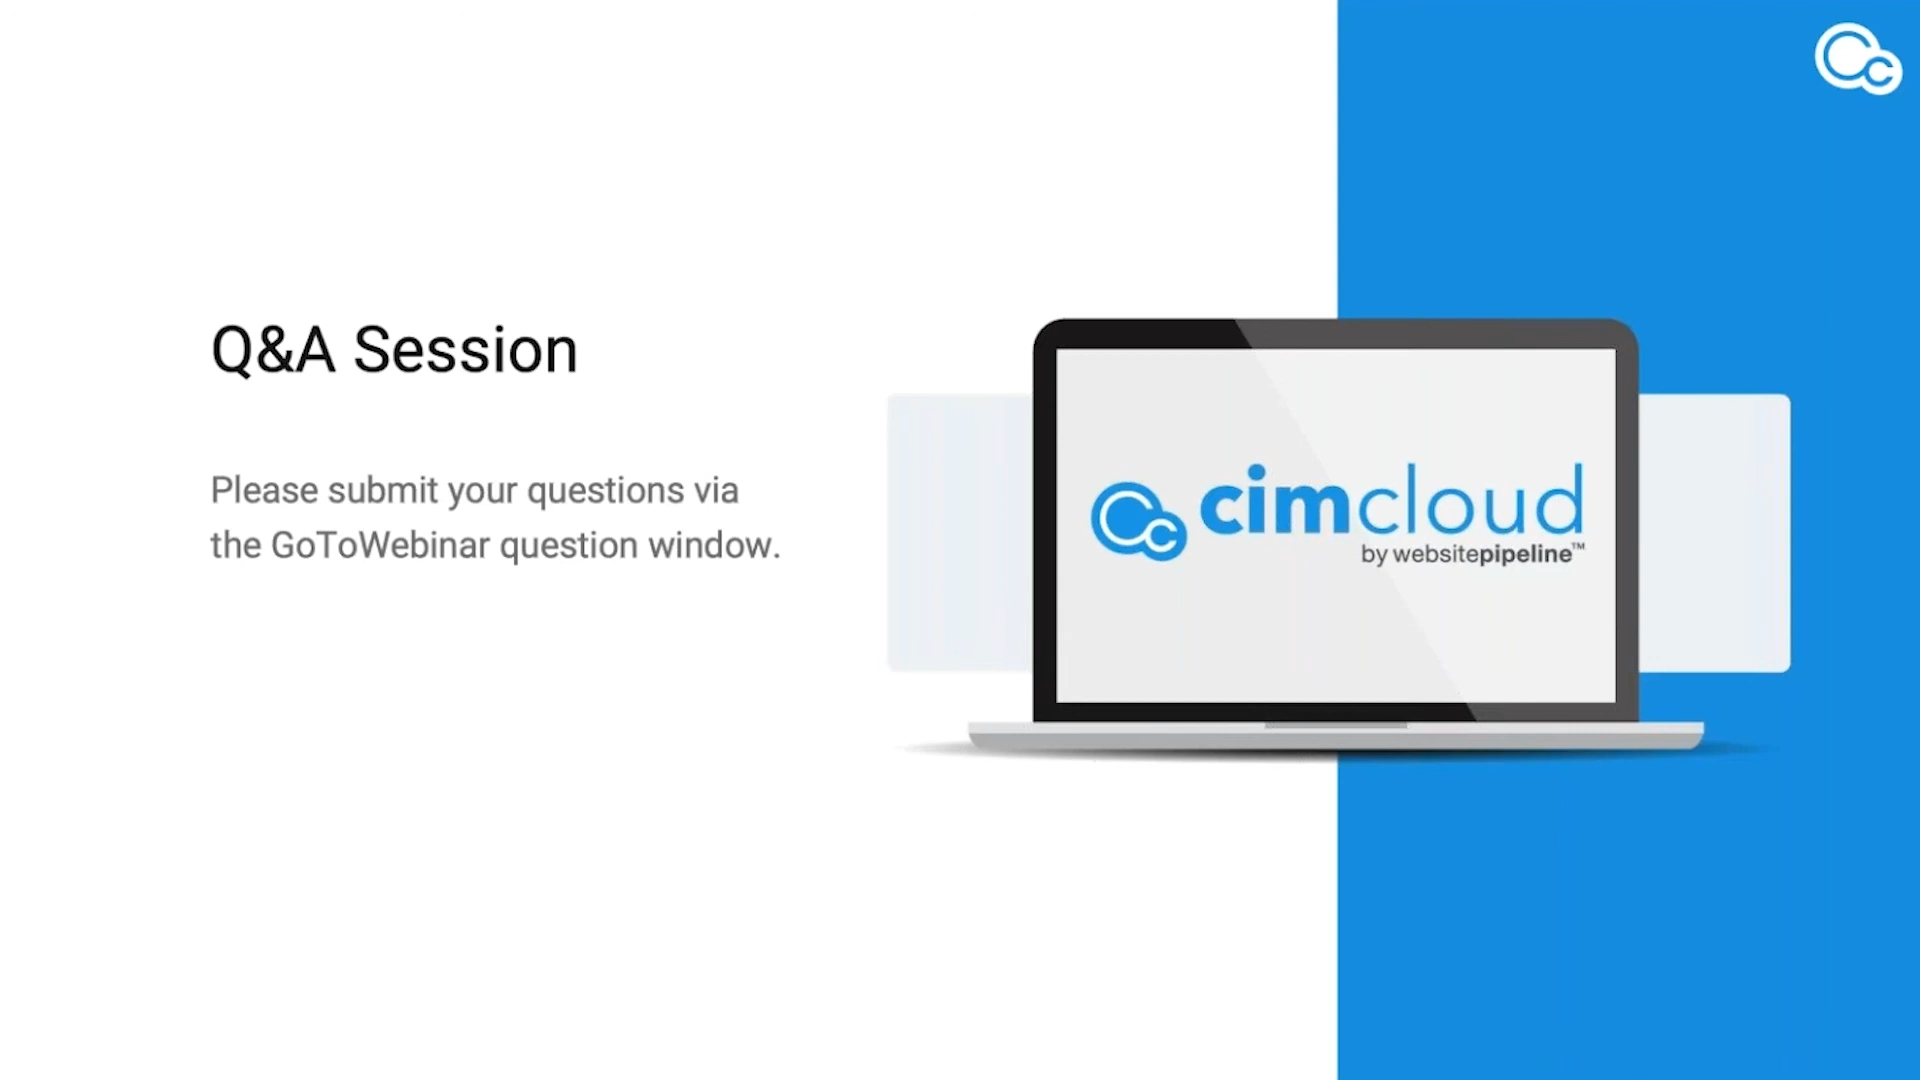 Q&A Session
Please submit your questions via
the GoToWebinar question window.
cimcloud
by websitepipeline™